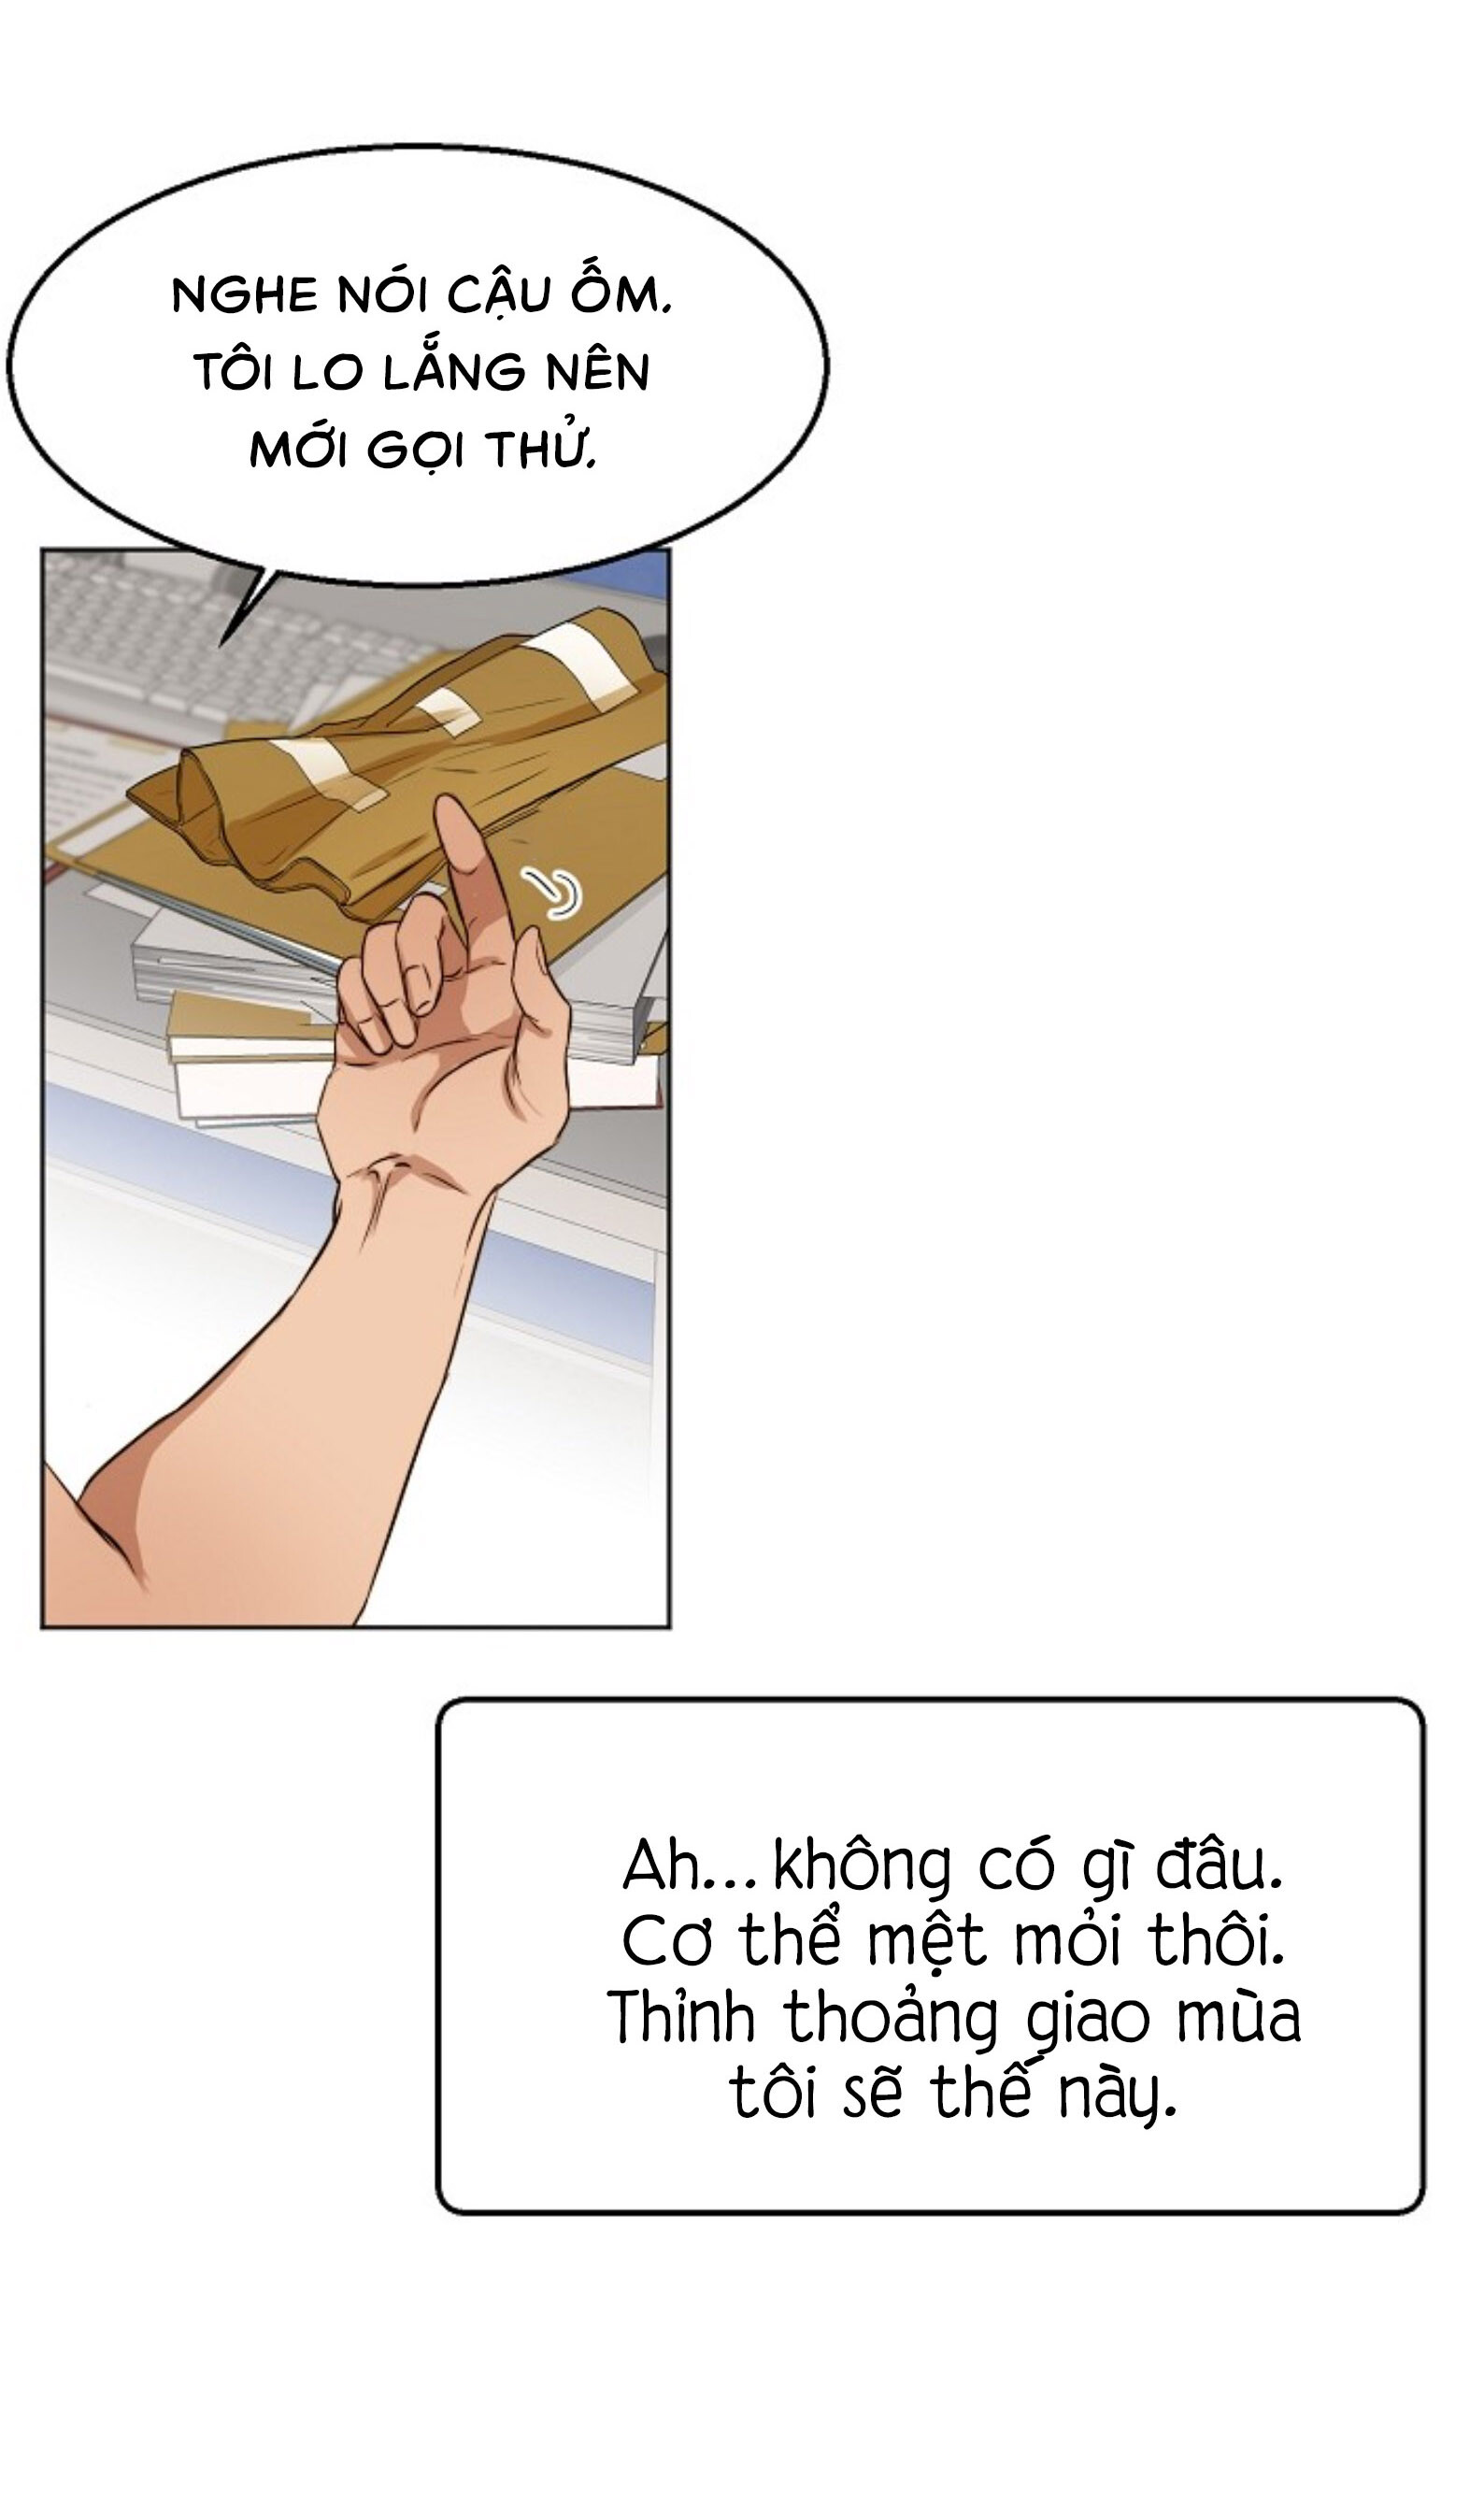 NGHE NÓI CẬU ỐM.
TÔI LO LẮNG NÊN
MỚI GỌI THỬ.
Ah... không có gì đâu.
Cơ thể mệt mỏi thôi.
Thỉnh thoảng giao mùa
tôi sẽ thế này.